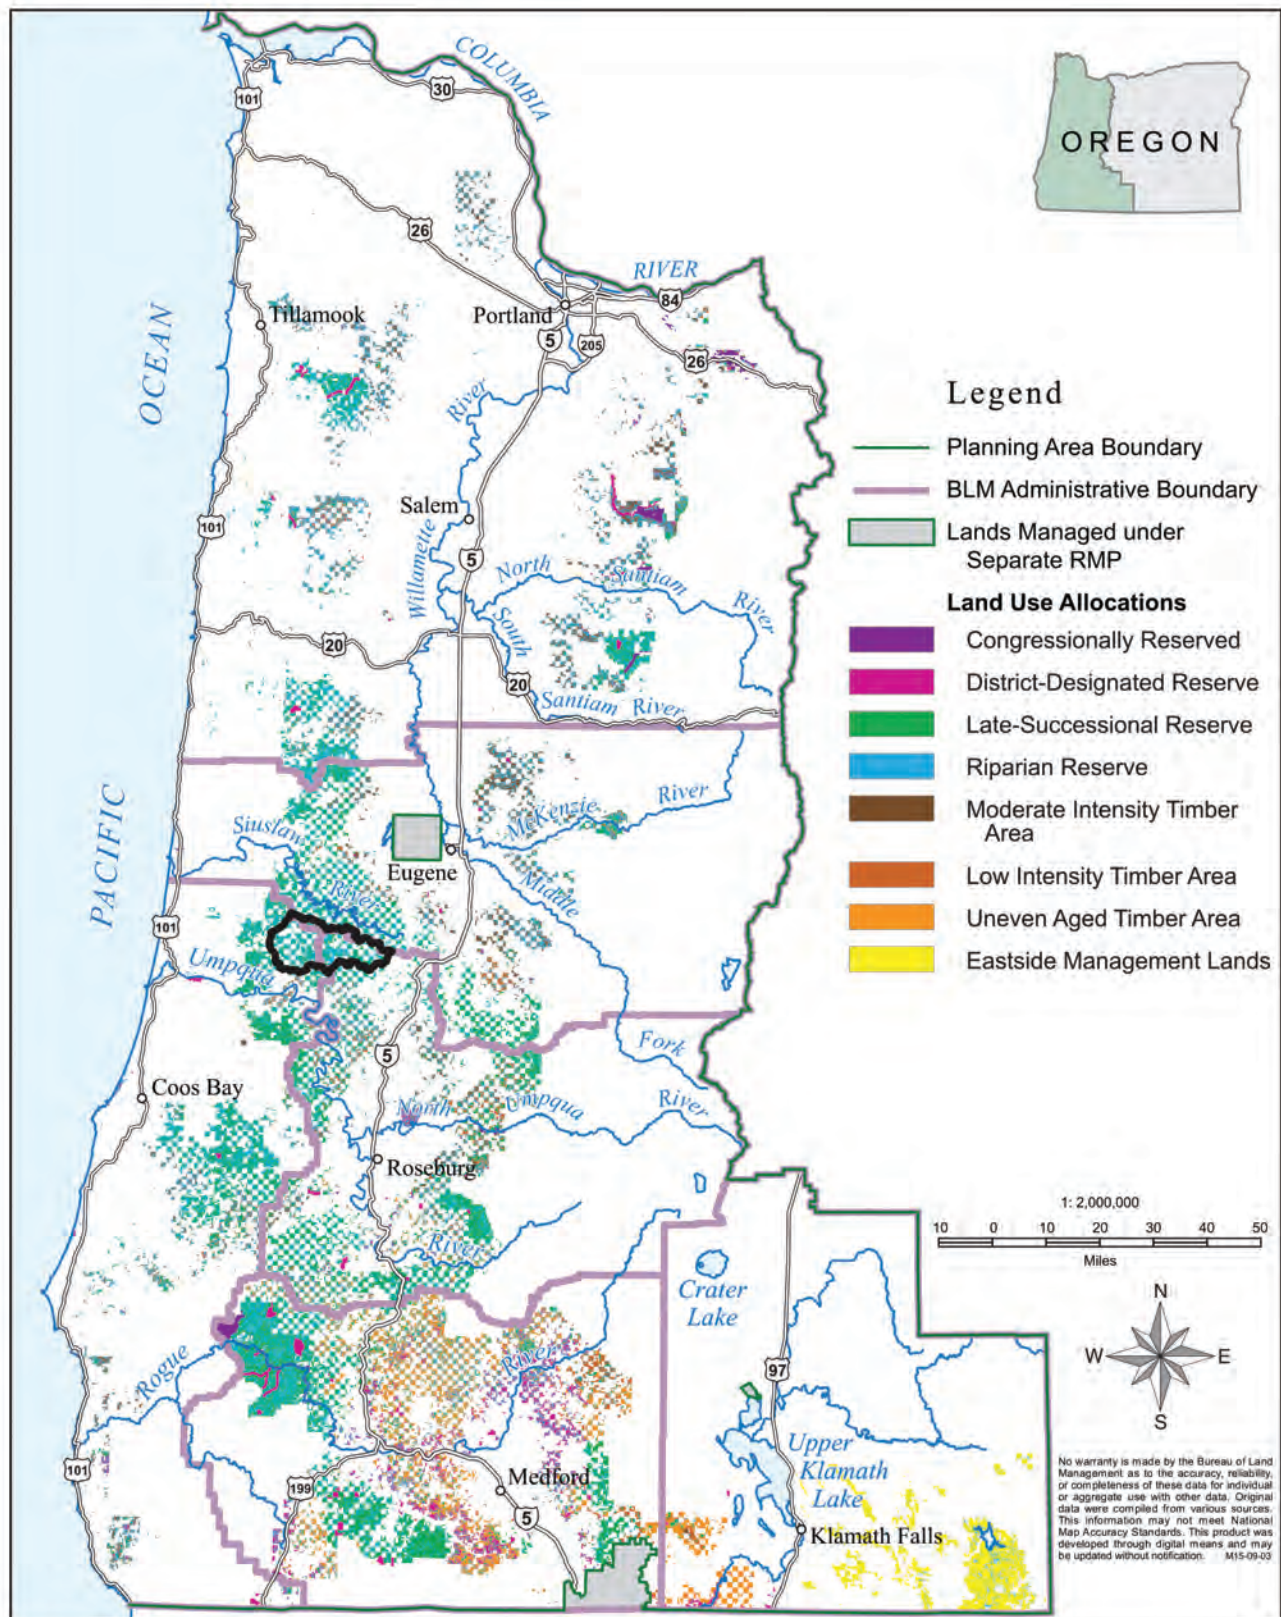 COLUMBIA
30
101
OREGON
26
RIVER
84
Tillamook
Portland
5
205
26
OCEAN
River
Legend
Planning Area Boundary
BLM Administrative Boundary
Lands Managed under
Separate RMP
Land Use Allocations
Congressionally Reserved
District-Designated Reserve
Late-Successional Reserve
Riparian Reserve
Moderate Intensity Timber
Area
Low Intensity Timber Area
Uneven Aged Timber Area
Eastside Management Lands
Salem
101
5
Willamette
North
Santiam
River
South
20
20
Santiam River
PACIFIC
McKenzie
River
Siuslaw
River
Eugene
Middle
101
Umpqua
Fork
5
Coos Bay
North
Umpqua
River
Roseburg
River
1: 2,000,000
10 0 10 20 30 40 50
Miles
Crater
Lake
N
W
E
S
Rogue
River
97
101
199
Medford
5
Upper
Klamath
Lake
Klamath Falls
No warranty is made by the Bureau of Land
Management as to the accuracy, reliability,
or completeness of these data for individual
or aggregate use with other data. Original
data were compiled from various sources.
This information may not meet National
Map Accuracy Standards. This product was
developed through digital means and may
be updated without notification. M15-09-03